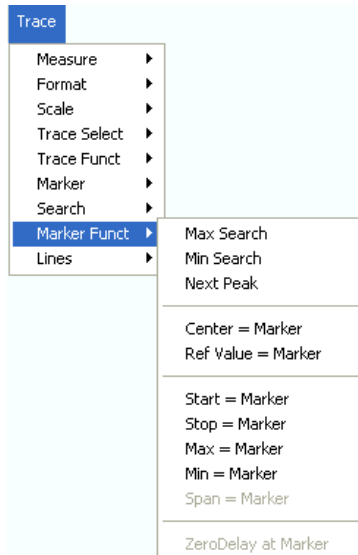 Trace
Measure
Format
Scale
Trace Select
Trace Funct
Marker
Search
Marker Funct
Lines
Max Search
Min Search
Next Peak
Center = Marker
Ref Value = Marker
Start = Marker
Stop = Marker
Max = Marker
Min = Marker
Span = Marker
ZeroDelay at Marker